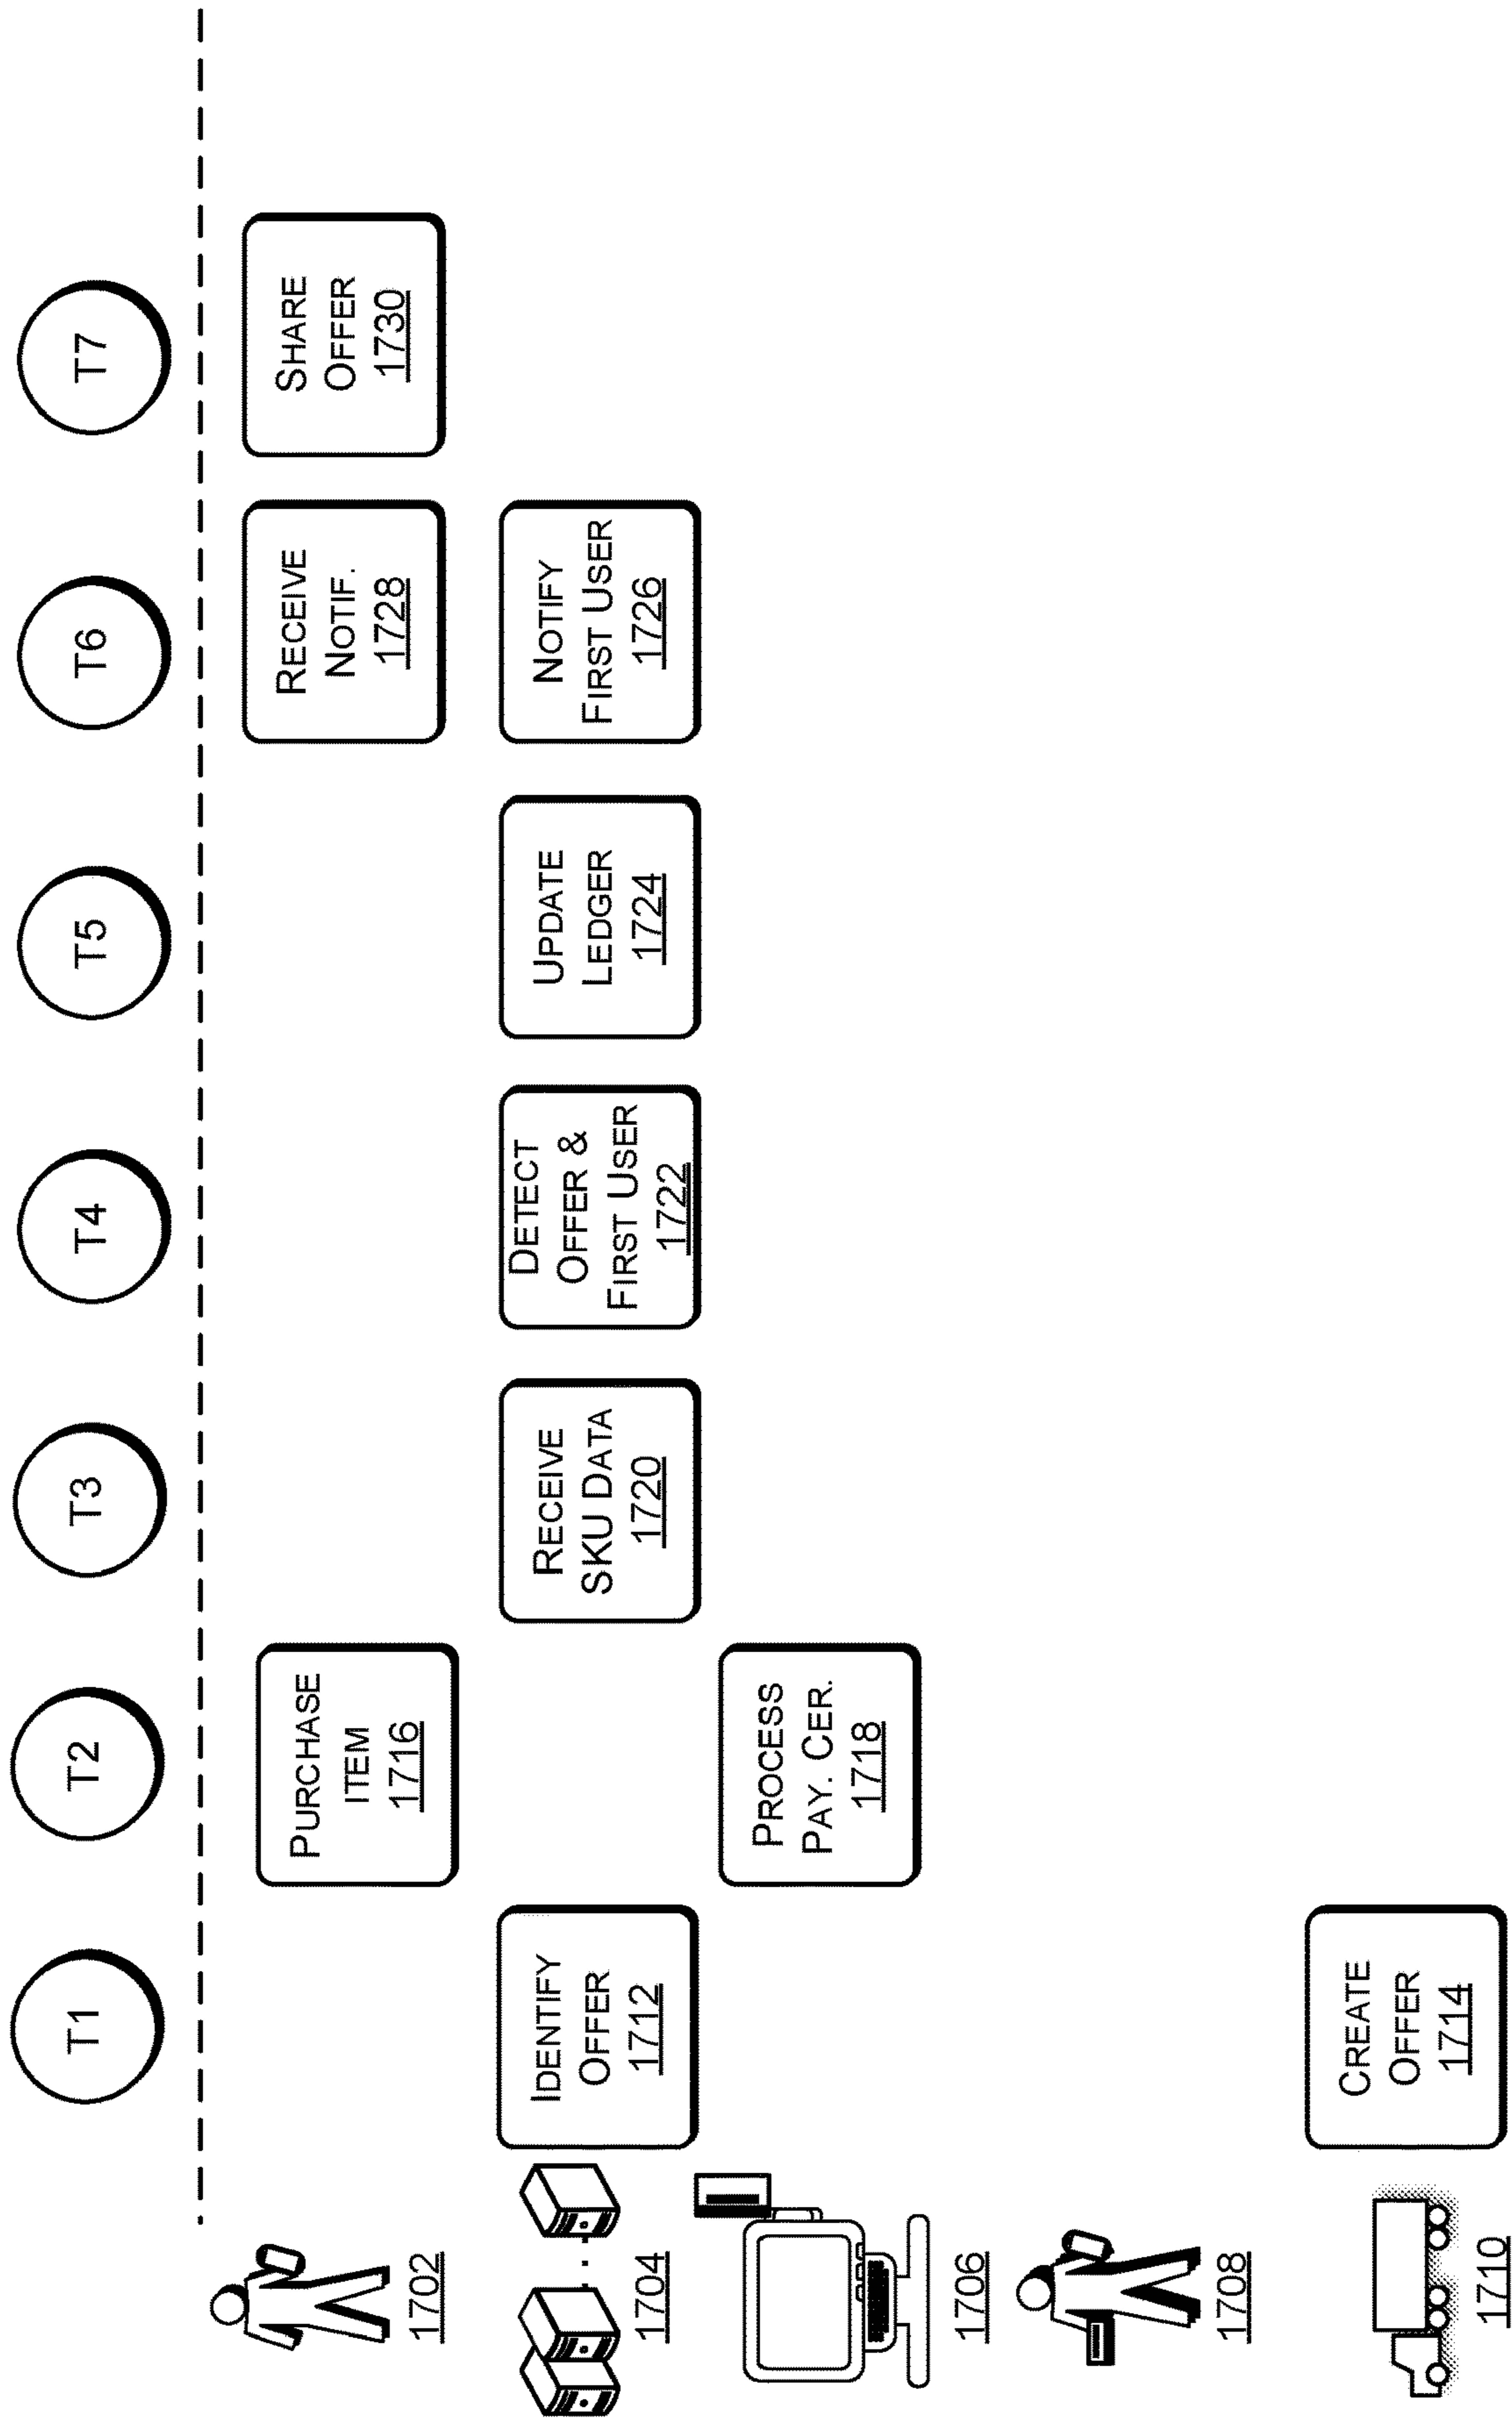 T1
T2
T3
T4
T5
T6
T7
1702
PURCHASE
ITEM
1716
RECEIVE
NOTIF.
1728
SHARE
OFFER
1730
1704
IDENTIFY
OFFER
1712
RECEIVE
SKU DATA
1720
DETECT
OFFER &
FIRST USER
1722
UPDATE
LEDGER
1724
NOTIFY
FIRST USER
1726
1706
PROCESS
PAY. CER.
1718
1708
1710
CREATE
OFFER
1714